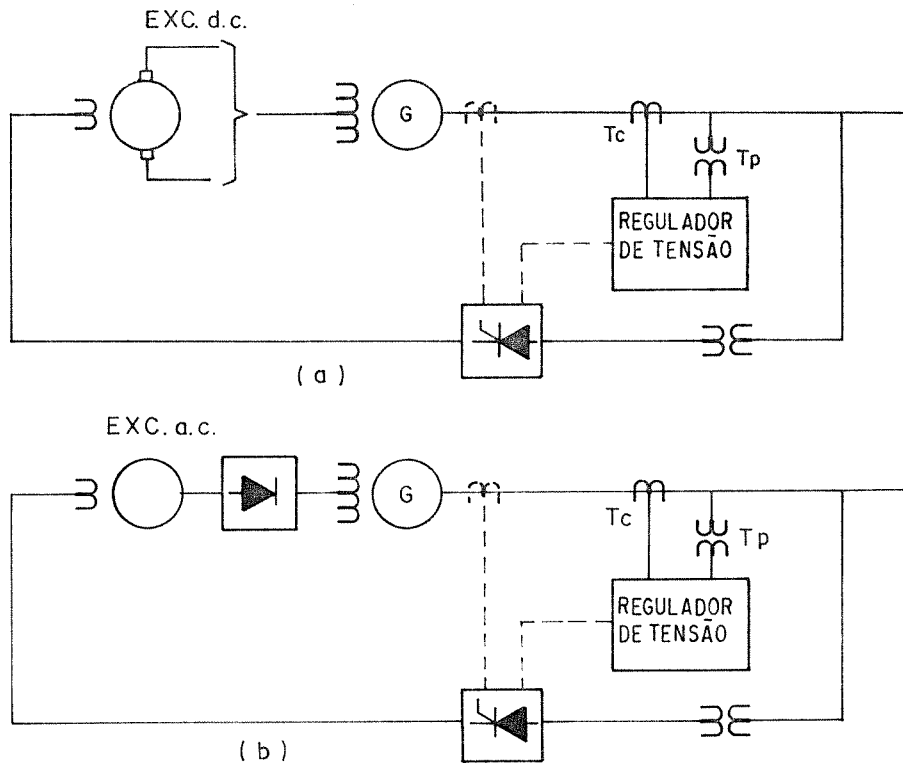 EXC. d.c.
G
Tc
Tp
REGULADOR
DE TENSÃO
(a)
EXC. a.c.
G
Tc
Tp
REGULADOR
DE TENSÃO
(b)